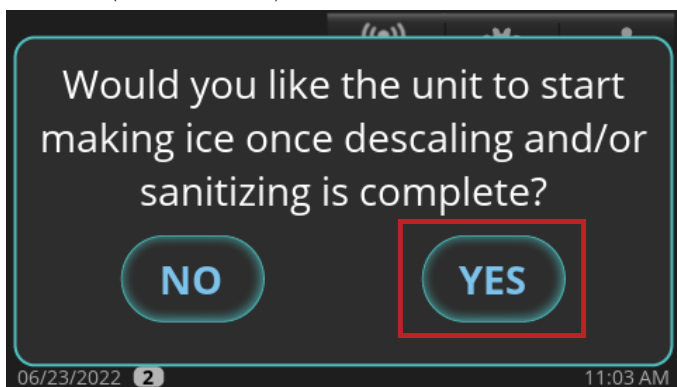 Would you like the unit to start
making ice once descaling and/or
sanitizing is complete?
NO YES
06/23/2022 2 11:03 AM